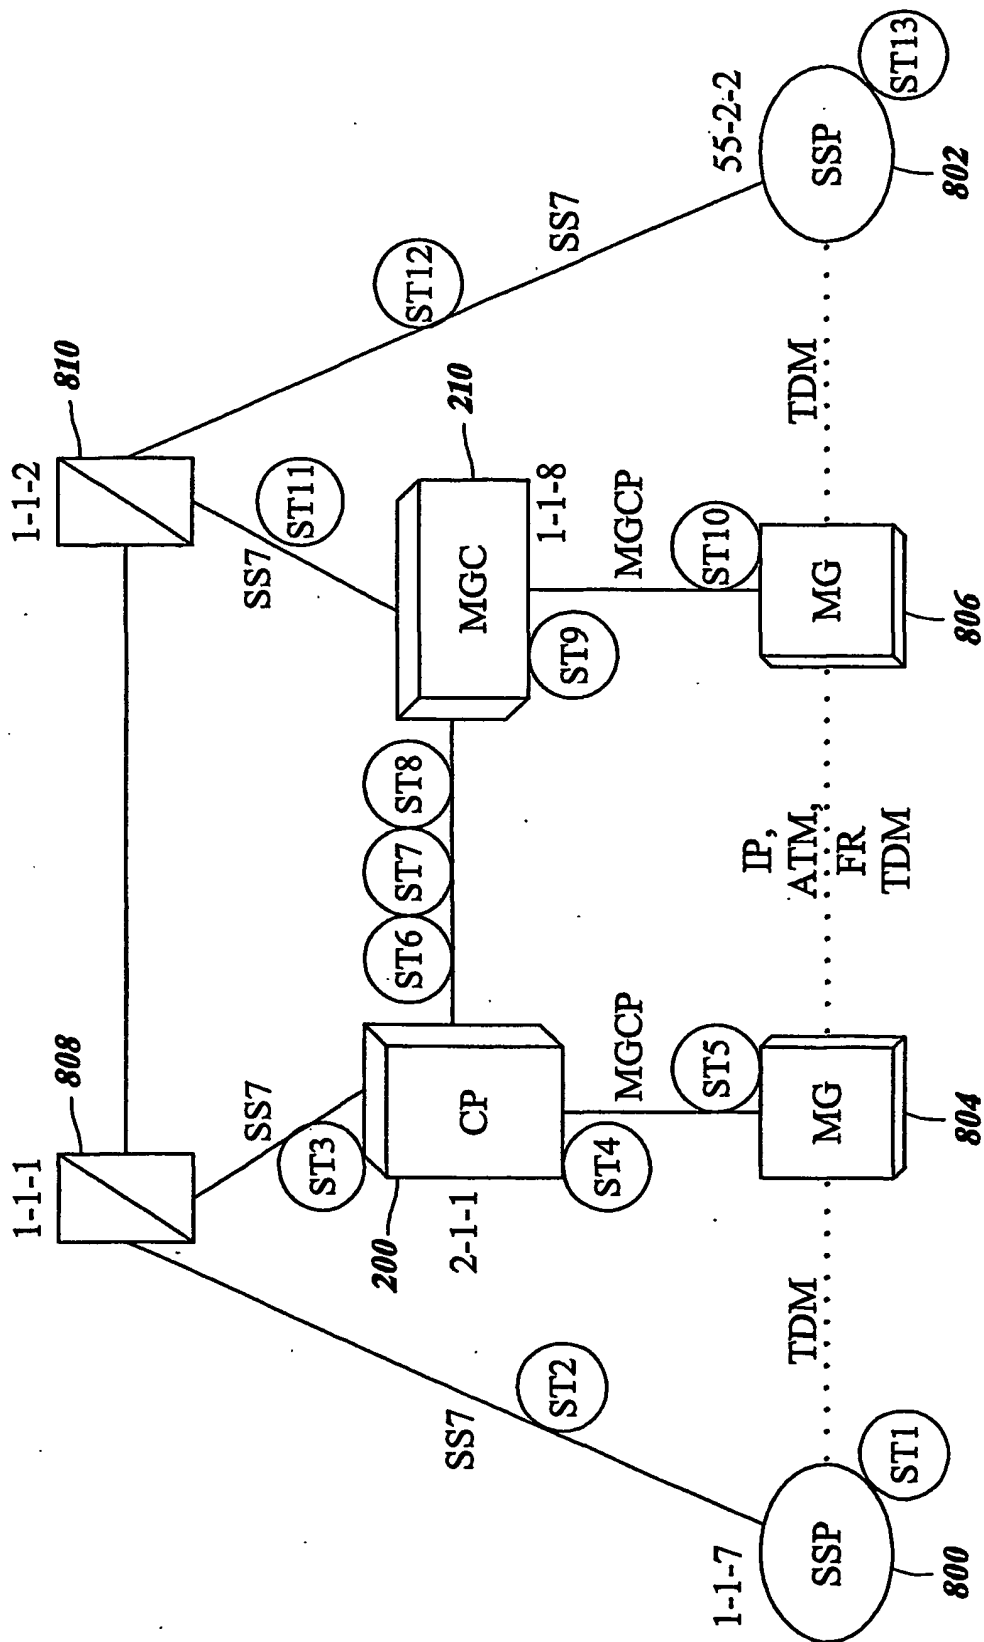 1-1-1
808
1-1-2
810
SS7
ST3
SS7
ST11
ST12
SS7
ST2
SS7
200
CP
2-1-1
ST6
ST7
ST8
MGC
210
1-1-8
ST4
MGCP
ST5
ST9
MGCP
ST10
1-1-7
SSP
800
ST1
TDM
MG
804
IP,
ATM,
FR
TDM
MG
806
TDM
55-2-2
SSP
802
ST13